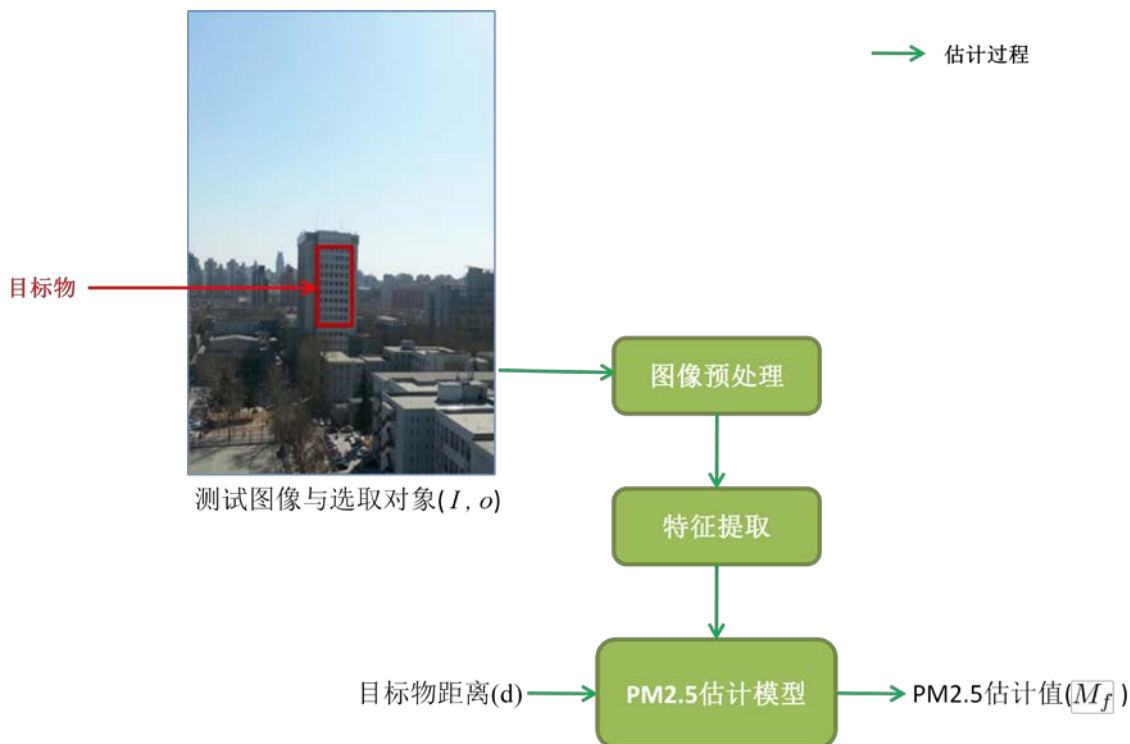 估计过程
目标物
图像预处理
测试图像与选取对象(I, o)
特征提取
目标物距离(d)
PM2.5估计模型
PM2.5估计值(M_f)